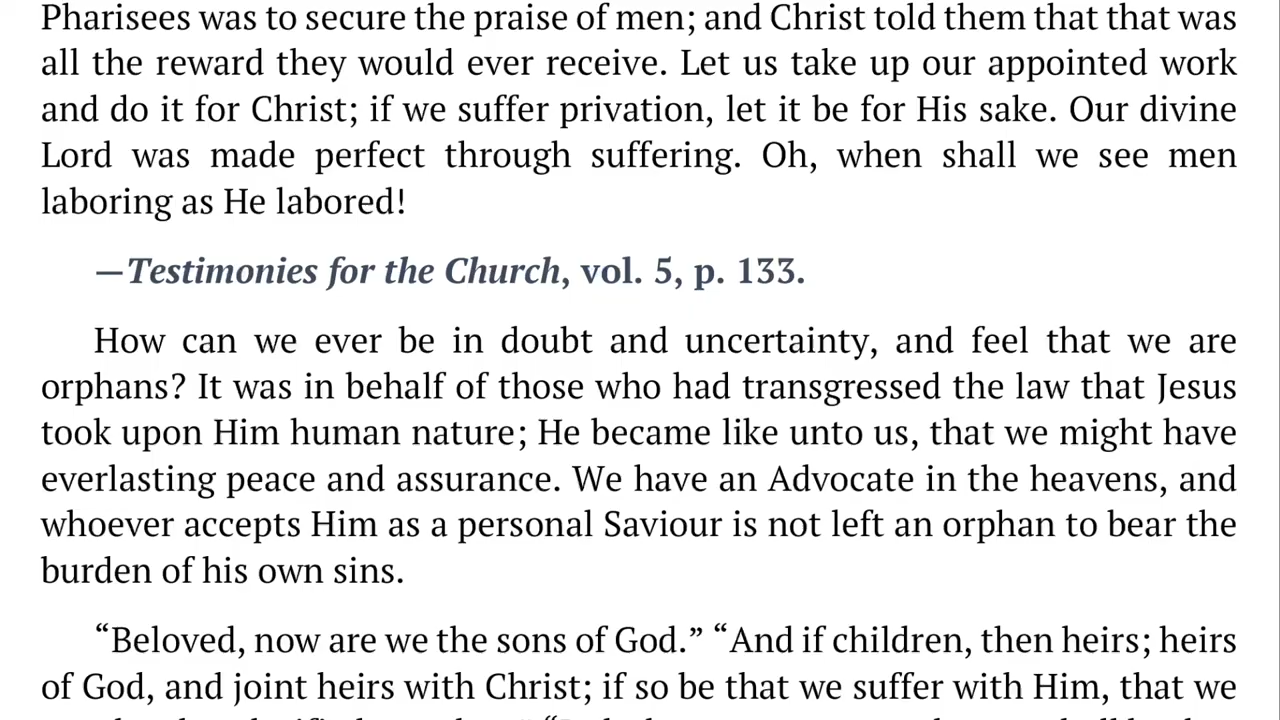 Pharisees was to secure the praise of men; and Christ told them that that was
all the reward they would ever receive. Let us take up our appointed work
and do it for Christ; if we suffer privation, let it be for His sake. Our divine
Lord was made perfect through suffering. Oh, when shall we see men
laboring as He labored!
—Testimonies for the Church, vol. 5, p. 133.
How can we ever be in doubt and uncertainty, and feel that we are
orphans? It was in behalf of those who had transgressed the law that Jesus
took upon Him human nature; He became like unto us, that we might have
everlasting peace and assurance. We have an Advocate in the heavens, and
whoever accepts Him as a personal Saviour is not left an orphan to bear the
burden of his own sins.
“Beloved, now are we the sons of God.” “And if children, then heirs; heirs
of God, and joint heirs with Christ; if so be that we suffer with Him, that we